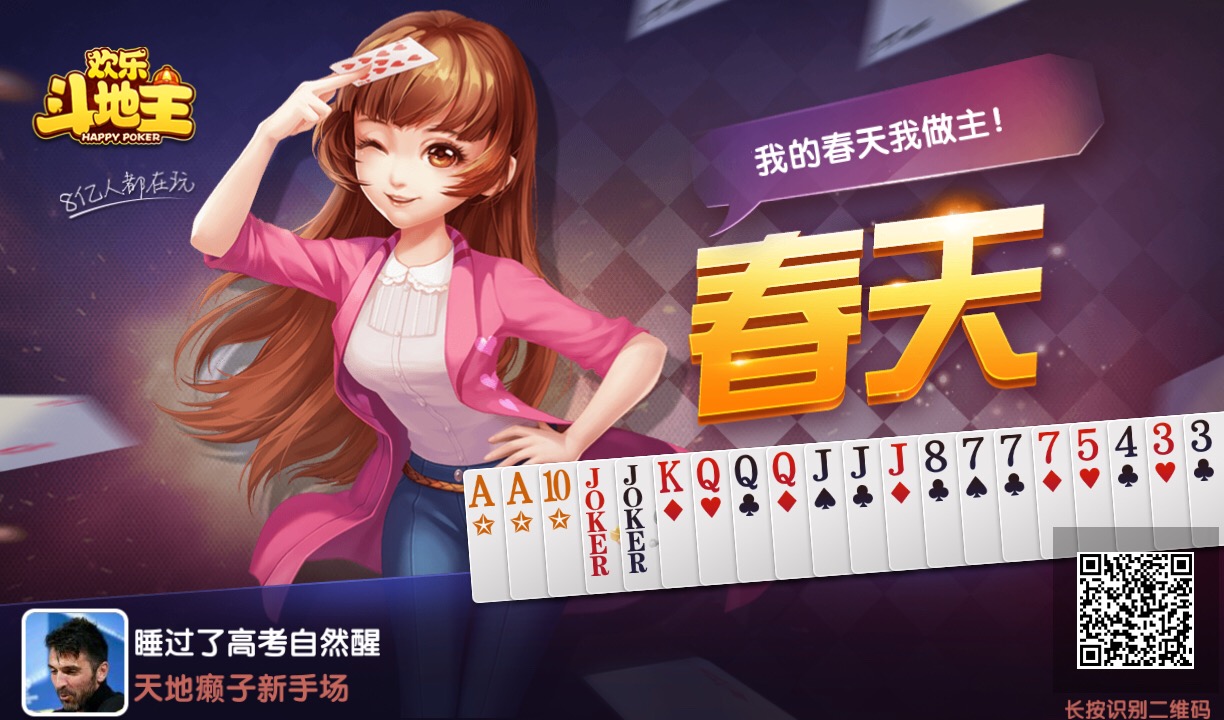 欢乐
斗地主
HAPPY POKER
8亿人都在玩
我的春天我做主!
春天
A A 10 JOKER JOKER K Q Q Q J J J 8 7 7 7 5 4 3 3
睡过了高考自然醒
天地癞子新手场
长按识别二维码